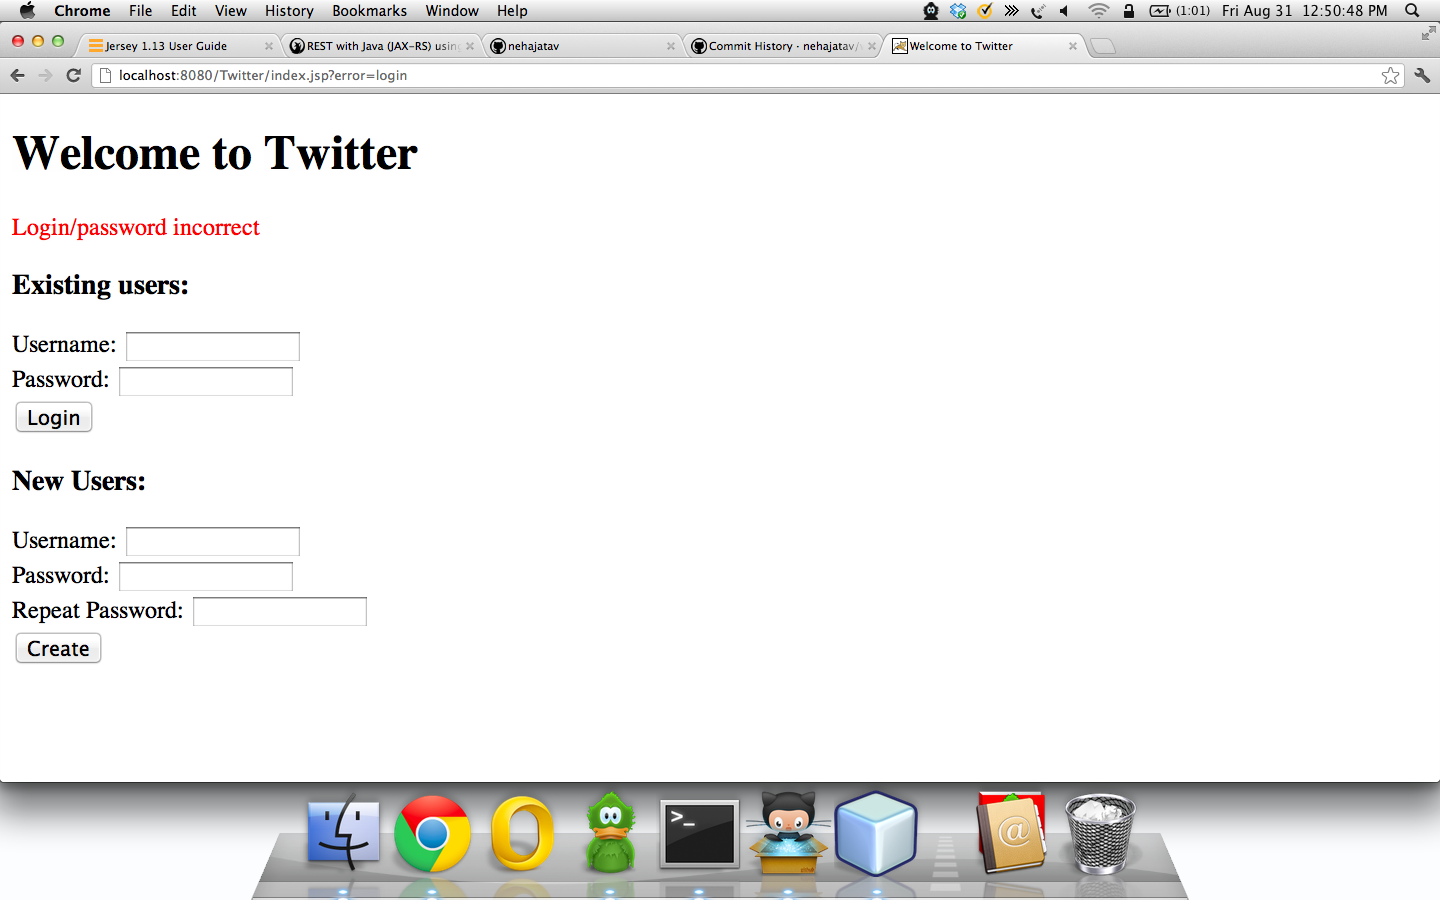 Chrome File Edit View History Bookmarks Window Help (1:01) Fri Aug 31 12:50:48 PM
Jersey 1.13 User Guide REST with Java (JAX-RS) using nehajatav Commit History · nehajatav/ Welcome to Twitter
localhost:8080/Twitter/index.jsp?error=login
Welcome to Twitter
Login/password incorrect
Existing users:
Username:
Password:
Login
New Users:
Username:
Password:
Repeat Password:
Create
>_
@